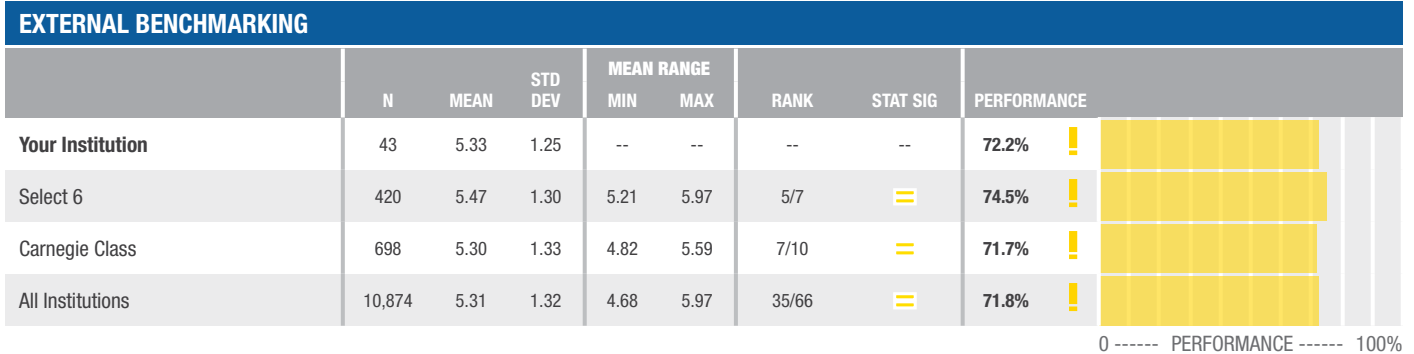 EXTERNAL BENCHMARKING
N MEAN STD DEV MEAN RANGE MIN MAX RANK STAT SIG PERFORMANCE
Your Institution 43 5.33 1.25 -- -- -- -- 72.2% !
Select 6 420 5.47 1.30 5.21 5.97 5/7 = 74.5% !
Carnegie Class 698 5.30 1.33 4.82 5.59 7/10 = 71.7% !
All Institutions 10,874 5.31 1.32 4.68 5.97 35/66 = 71.8% !
0 ------ PERFORMANCE ------ 100%